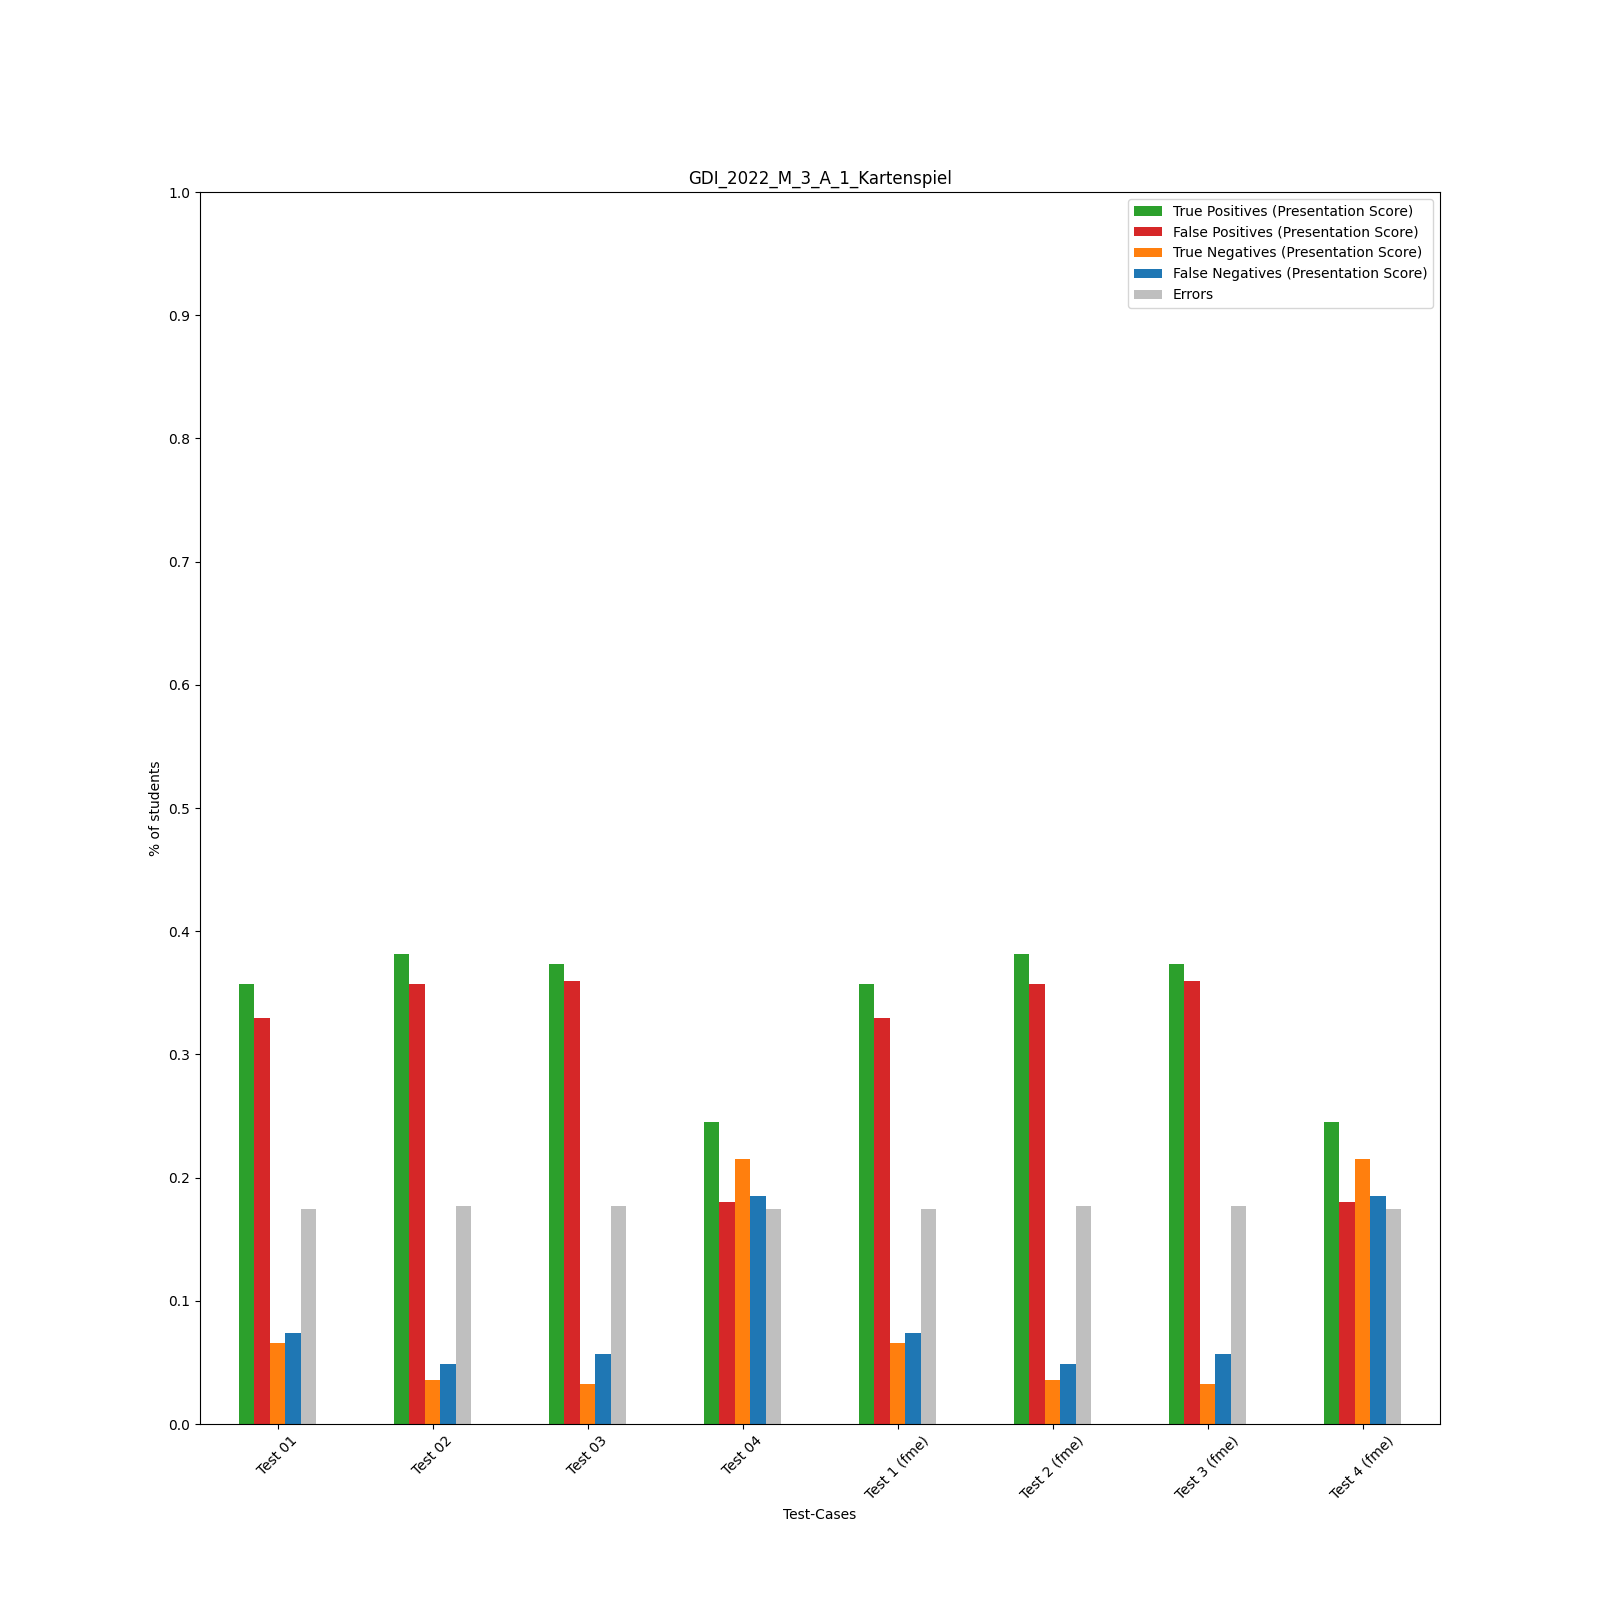 GDI_2022_M_3_A_1_Kartenspiel
True Positives (Presentation Score)
False Positives (Presentation Score)
True Negatives (Presentation Score)
False Negatives (Presentation Score)
Errors
1.0
0.9
0.8
0.7
0.6
0.5
0.4
0.3
0.2
0.1
0.0
% of students
Test 01
Test 02
Test 03
Test 04
Test 1 (fme)
Test 2 (fme)
Test 3 (fme)
Test 4 (fme)
Test-Cases